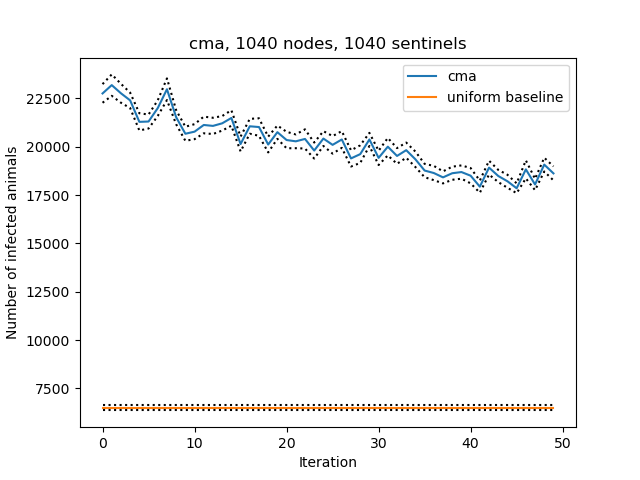 cma, 1040 nodes, 1040 sentinels
cma
uniform baseline
Number of infected animals
22500
20000
17500
15000
12500
10000
7500
0 10 20 30 40 50
Iteration